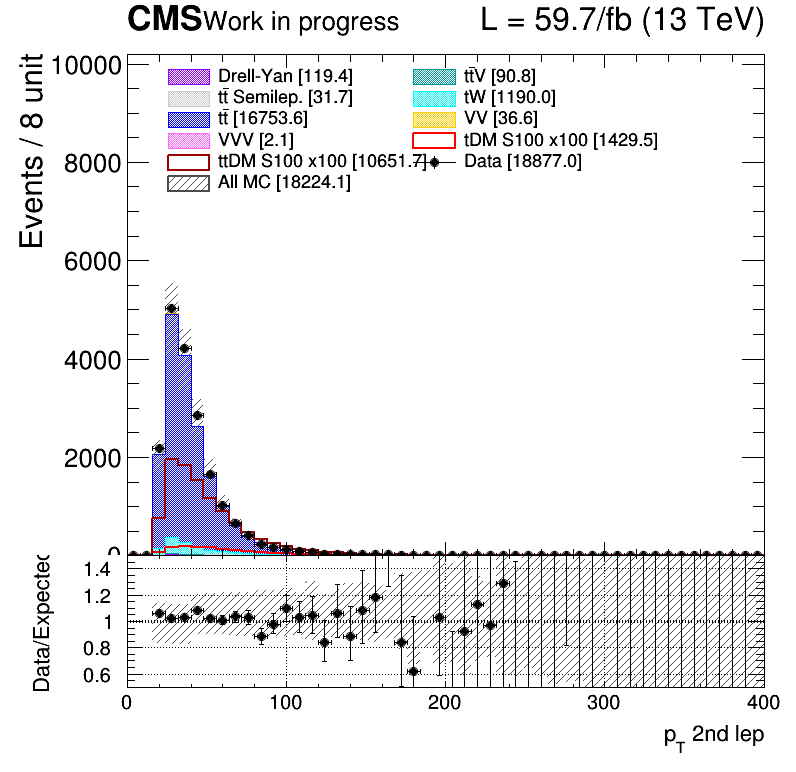 CMS Work in progress L = 59.7/fb (13 TeV)
Events / 8 unit
10000
8000
6000
4000
2000
0
Drell-Yan [119.4]
tt̄ Semilep. [31.7]
tt̄ [16753.6]
VVV [2.1]
ttDM S100 x100 [10651.7]
All MC [18224.1]
tt̄V [90.8]
tW [1190.0]
VV [36.6]
tDM S100 x100 [1429.5]
Data [18877.0]
Data/Expected
1.4
1.2
1
0.8
0.6
0 100 200 300 400
p_T 2nd lep